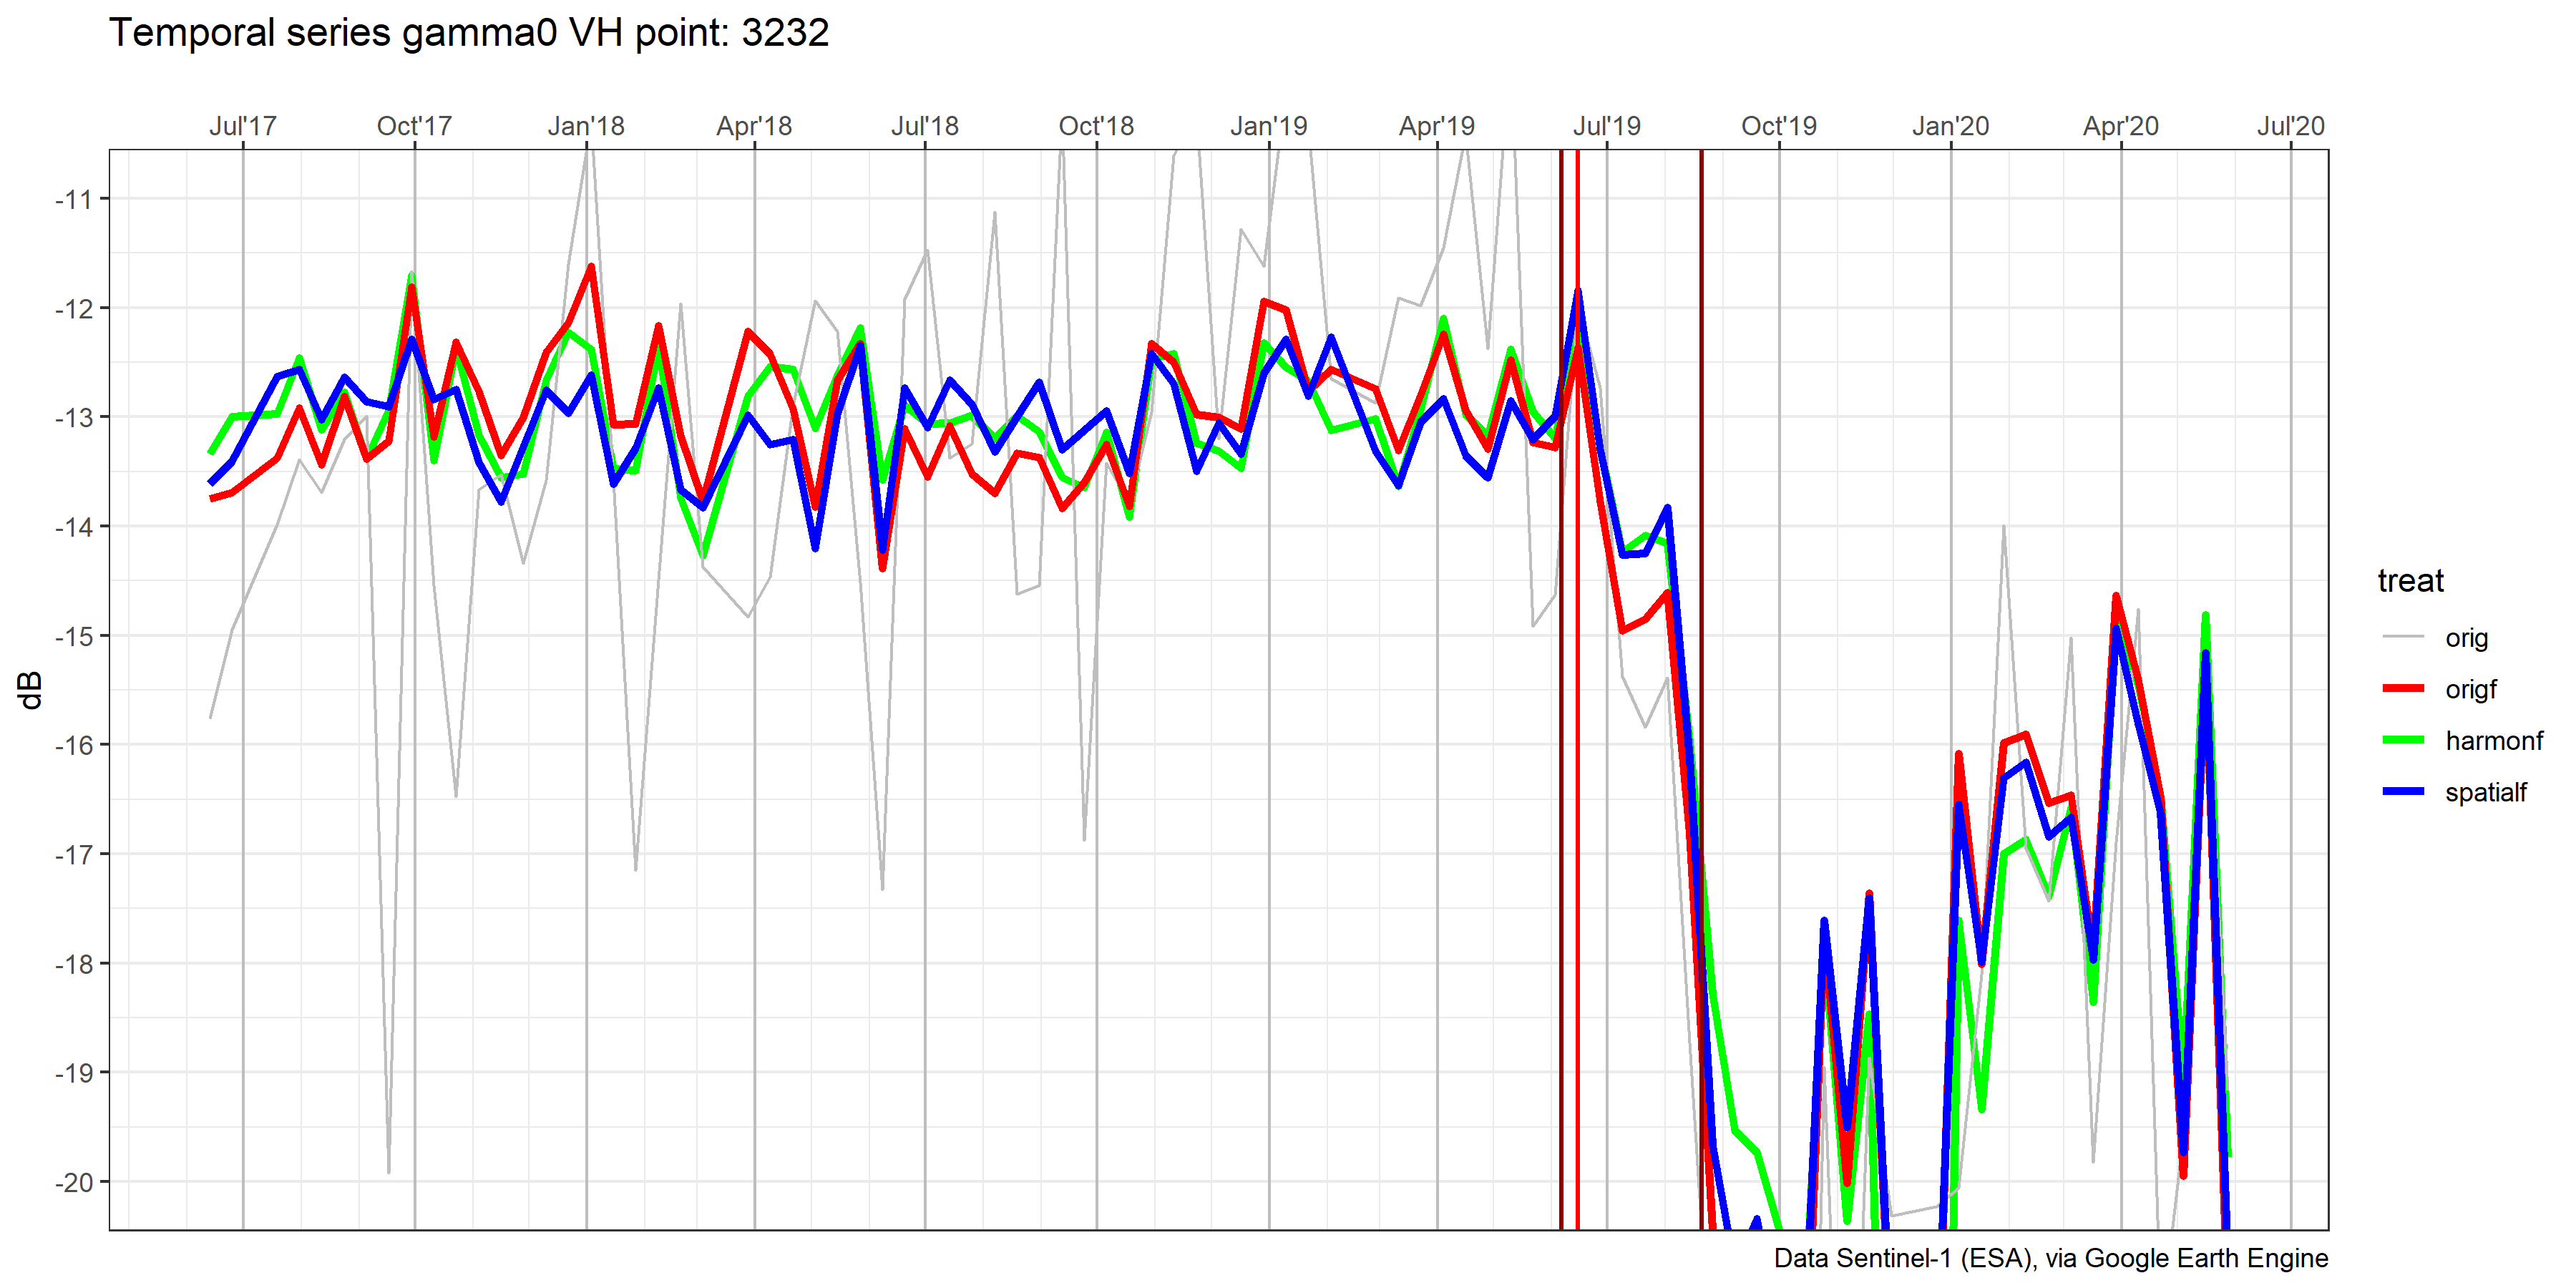 Temporal series gamma0 VH point: 3232
Jul'17 Oct'17 Jan'18 Apr'18 Jul'18 Oct'18 Jan'19 Apr'19 Jul'19 Oct'19 Jan'20 Apr'20 Jul'20
-11
-12
-13
-14
-15
-16
-17
-18
-19
-20
dB
treat
orig
origf
harmonf
spatialf
Data Sentinel-1 (ESA), via Google Earth Engine